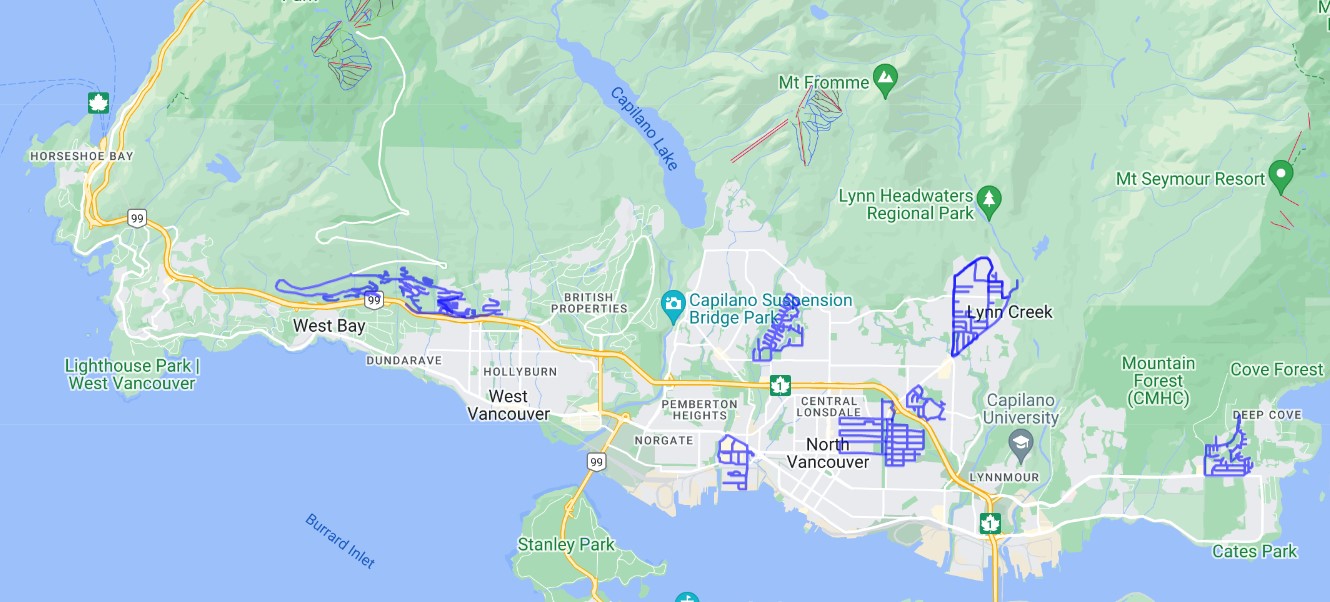 Park
Mt Fromme
Capilano Lake
HORSESHOE BAY
Mt Seymour Resort
Lynn Headwaters
Regional Park
99
99
BRITISH
PROPERTIES
Capilano Suspension
Bridge Park
Lynn Creek
West Bay
Lighthouse Park |
West Vancouver
DUNDARAVE
HOLLYBURN
West
Vancouver
1
Mountain
Forest
(CMHC)
Cove Forest
PEMBERTON
HEIGHTS
CENTRAL
LONSDALE
Capilano
University
DEEP COVE
NORGATE
North
Vancouver
99
LYNNMOUR
Burrard Inlet
Stanley Park
1
Cates Park